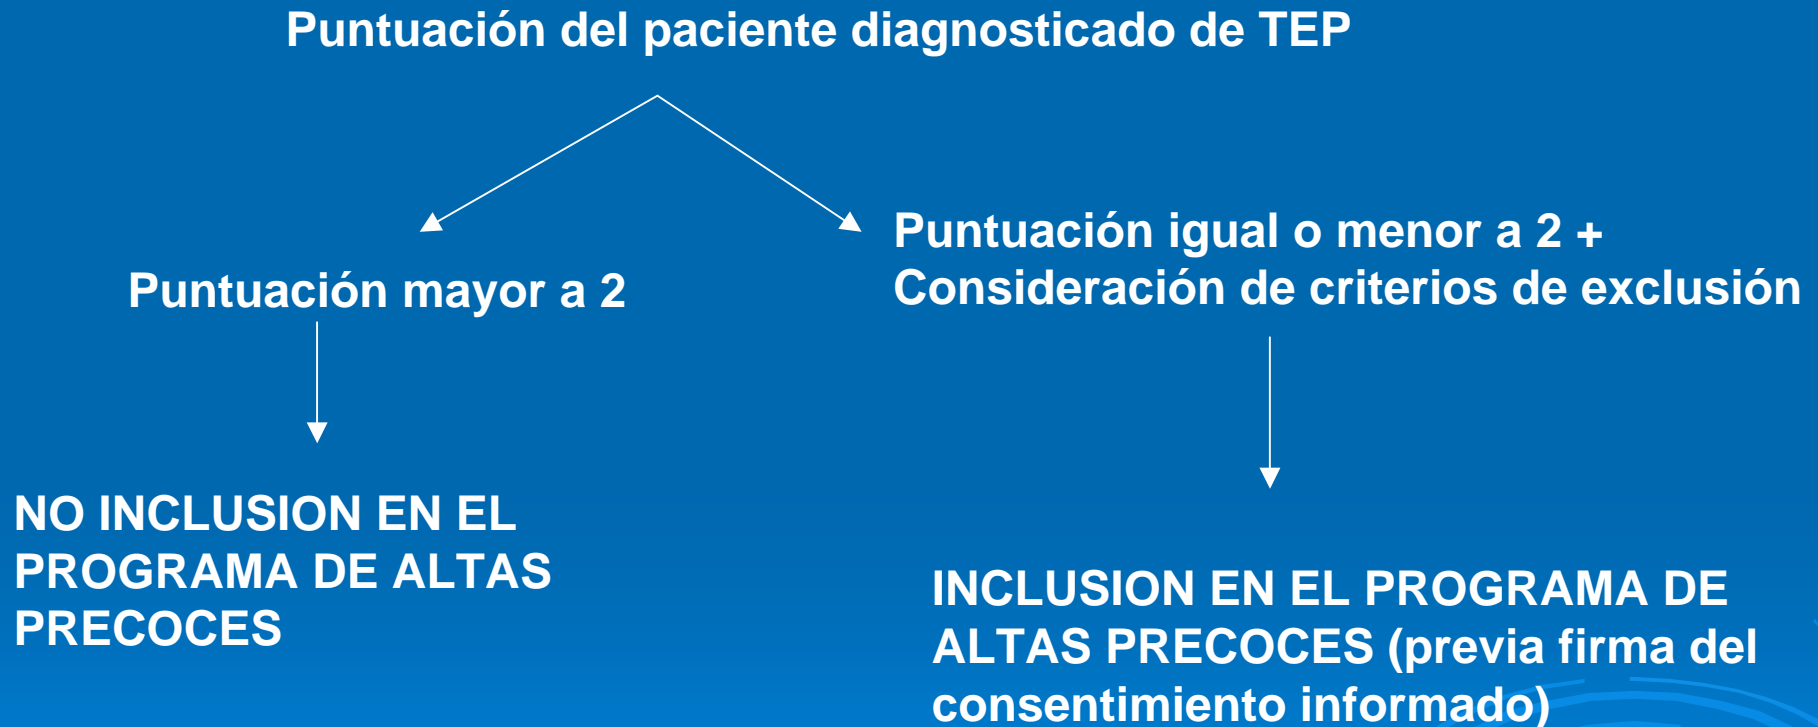 Puntuación del paciente diagnosticado de TEP
Puntuación mayor a 2
Puntuación igual o menor a 2 +
Consideración de criterios de exclusión
NO INCLUSION EN EL
PROGRAMA DE ALTAS
PRECOCES
INCLUSION EN EL PROGRAMA DE
ALTAS PRECOCES (previa firma del
consentimiento informado)